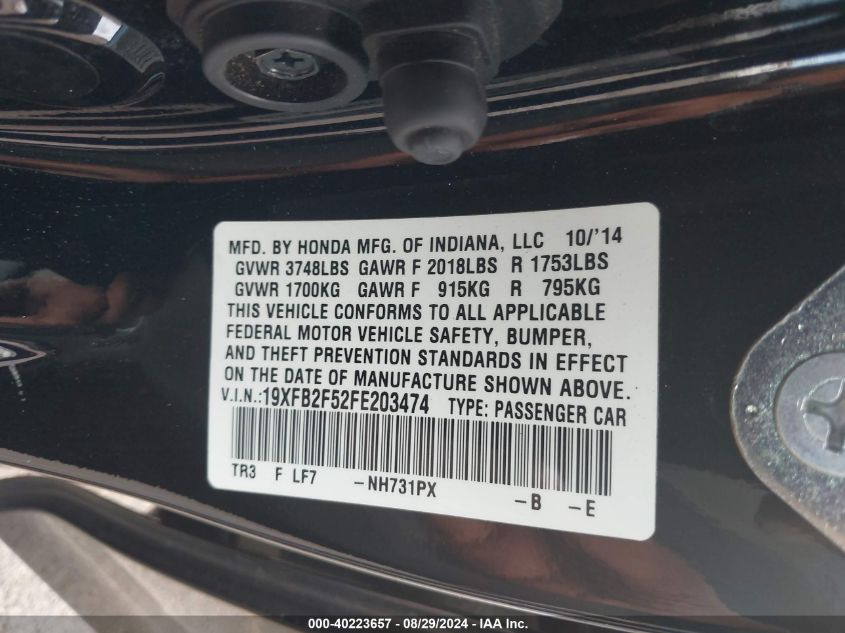 MFD. BY HONDA MFG. OF INDIANA, LLC 10/'14
GVWR 3748LBS GAWR F 2018LBS R 1753LBS
GVWR 1700KG GAWR F 915KG R 795KG
THIS VEHICLE CONFORMS TO ALL APPLICABLE
FEDERAL MOTOR VEHICLE SAFETY, BUMPER,
AND THEFT PREVENTION STANDARDS IN EFFECT
ON THE DATE OF MANUFACTURE SHOWN ABOVE.
V.I.N.:19XFB2F52FE203474 TYPE: PASSENGER CAR
TR3 F LF7 -NH731PX -B -E
000-40223657 - 08/29/2024 - IAA Inc.